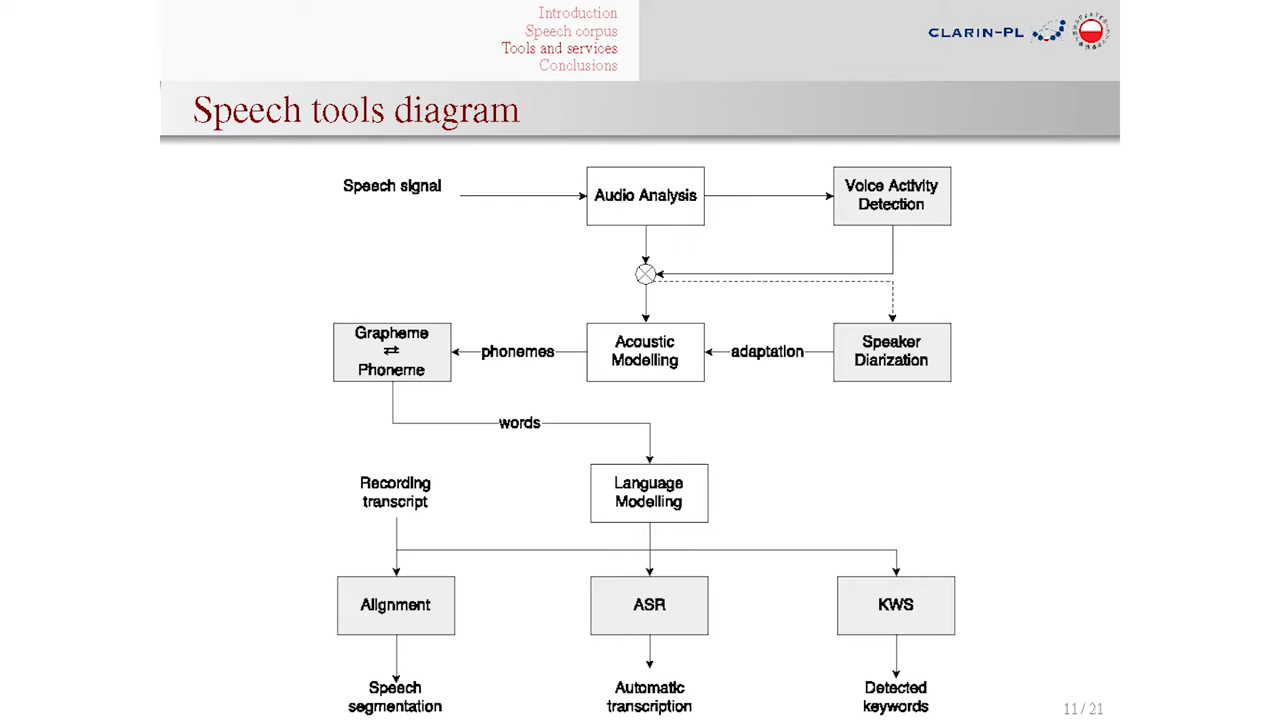 Introduction
Speech corpus
Tools and services
Conclusions
CLARIN-PL
Speech tools diagram
Speech signal
Audio Analysis
Voice Activity
Detection
Grapheme
⇄
Phoneme
phonemes
Acoustic
Modelling
adaptation
Speaker
Diarization
words
Recording
transcript
Language
Modelling
Alignment
ASR
KWS
Speech
segmentation
Automatic
transcription
Detected
keywords
11 / 21